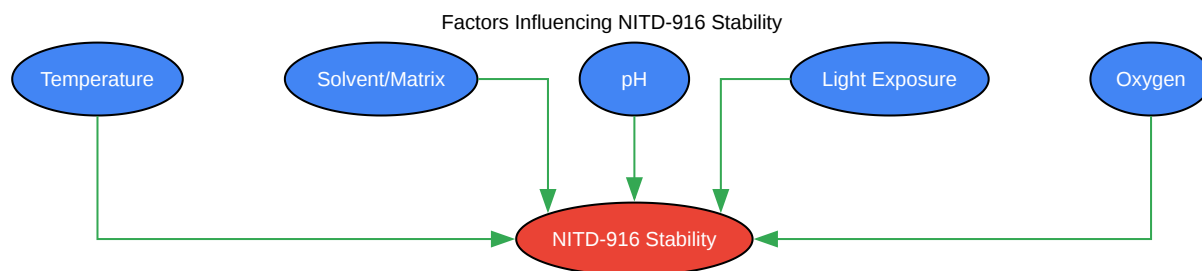 Factors Influencing NITD-916 Stability
Temperature
Solvent/Matrix
pH
Light Exposure
Oxygen
NITD-916 Stability